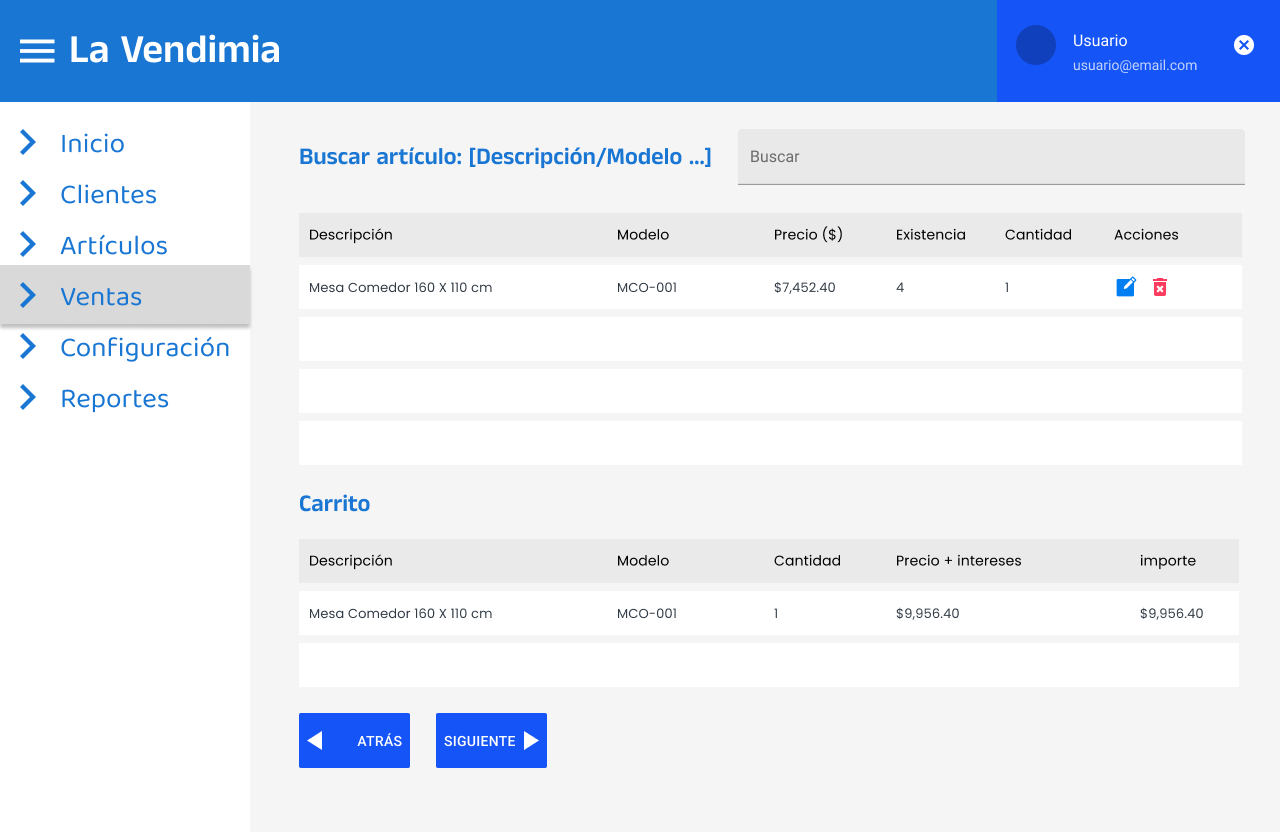 La Vendimia
Usuario
usuario@email.com
Inicio
Clientes
Artículos
Ventas
Configuración
Reportes
Buscar artículo: [Descripción/Modelo ...]
Buscar
Descripción Modelo Precio ($) Existencia Cantidad Acciones
Mesa Comedor 160 X 110 cm MCO-001 $7,452.40 4 1
Carrito
Descripción Modelo Cantidad Precio + intereses importe
Mesa Comedor 160 X 110 cm MCO-001 1 $9,956.40 $9,956.40
ATRÁS SIGUIENTE